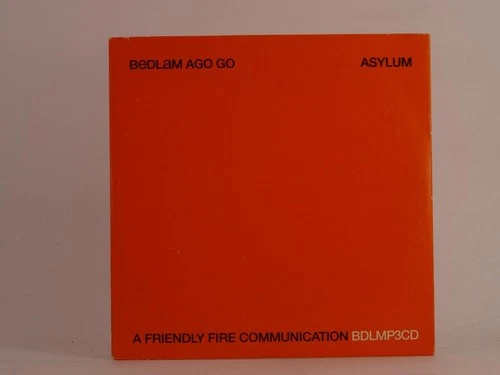 BeDLaM AGO GO
ASYLUM
A FRIENDLY FIRE COMMUNICATION BDLMP3CD